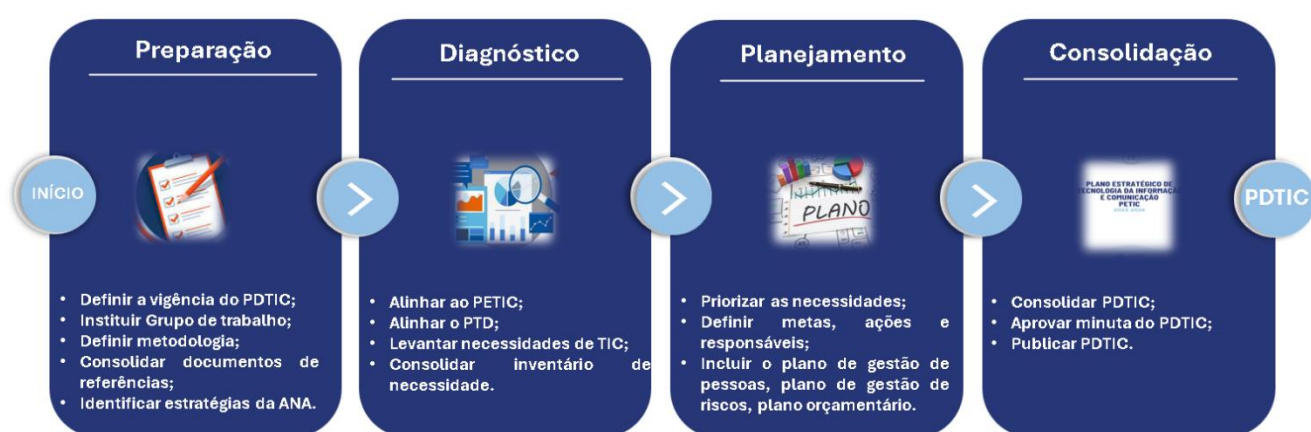 Preparação
INÍCIO
• Definir a vigência do PDTIC;
• Instituir Grupo de trabalho;
• Definir metodologia;
• Consolidar documentos de
referências;
• Identificar estratégias da ANA.
Diagnóstico
• Alinhar ao PETIC;
• Alinhar o PTD;
• Levantar necessidades de TIC;
• Consolidar inventário de
necessidade.
Planejamento
PLANO
• Priorizar as necessidades;
• Definir metas, ações e
responsáveis;
• Incluir o plano de gestão de
pessoas, plano de gestão de
riscos, plano orçamentário.
Consolidação
PLANO ESTRATÉGICO DE
TECNOLOGIA DA INFORMAÇÃO
E COMUNICAÇÃO
PETIC
• Consolidar PDTIC;
• Aprovar minuta do PDTIC;
• Publicar PDTIC.
PDTIC